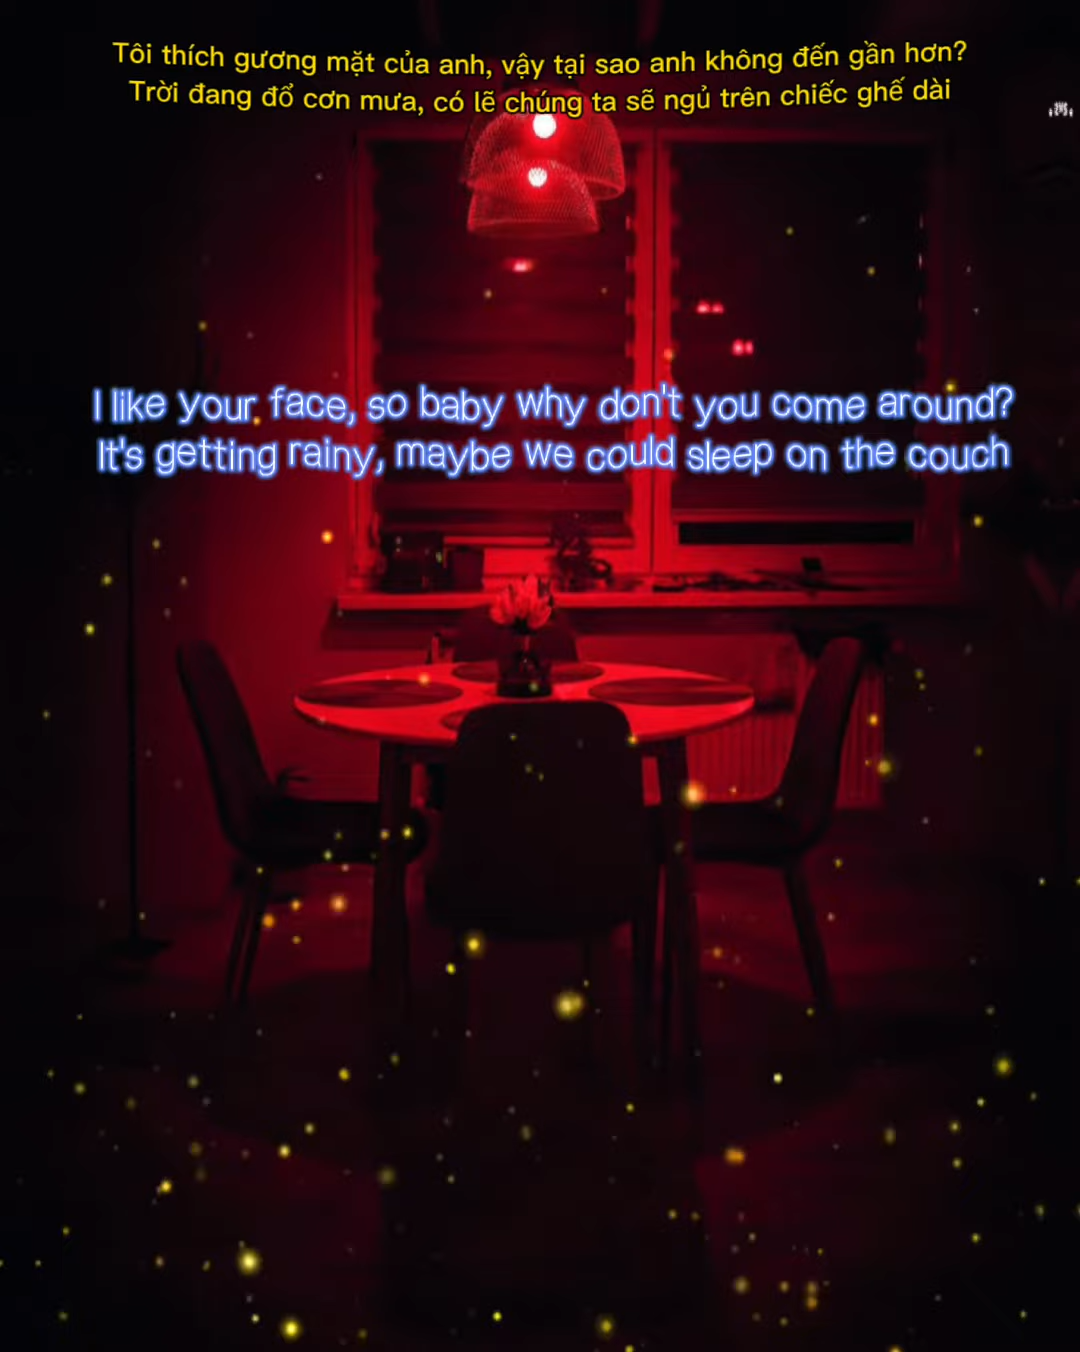 Tôi thích gương mặt của anh, vậy tại sao anh không đến gần hơn?
Trời đang đổ cơn mưa, có lẽ chúng ta sẽ ngủ trên chiếc ghế dài
I like your face, so baby why don't you come around?
It's getting rainy, maybe we could sleep on the couch